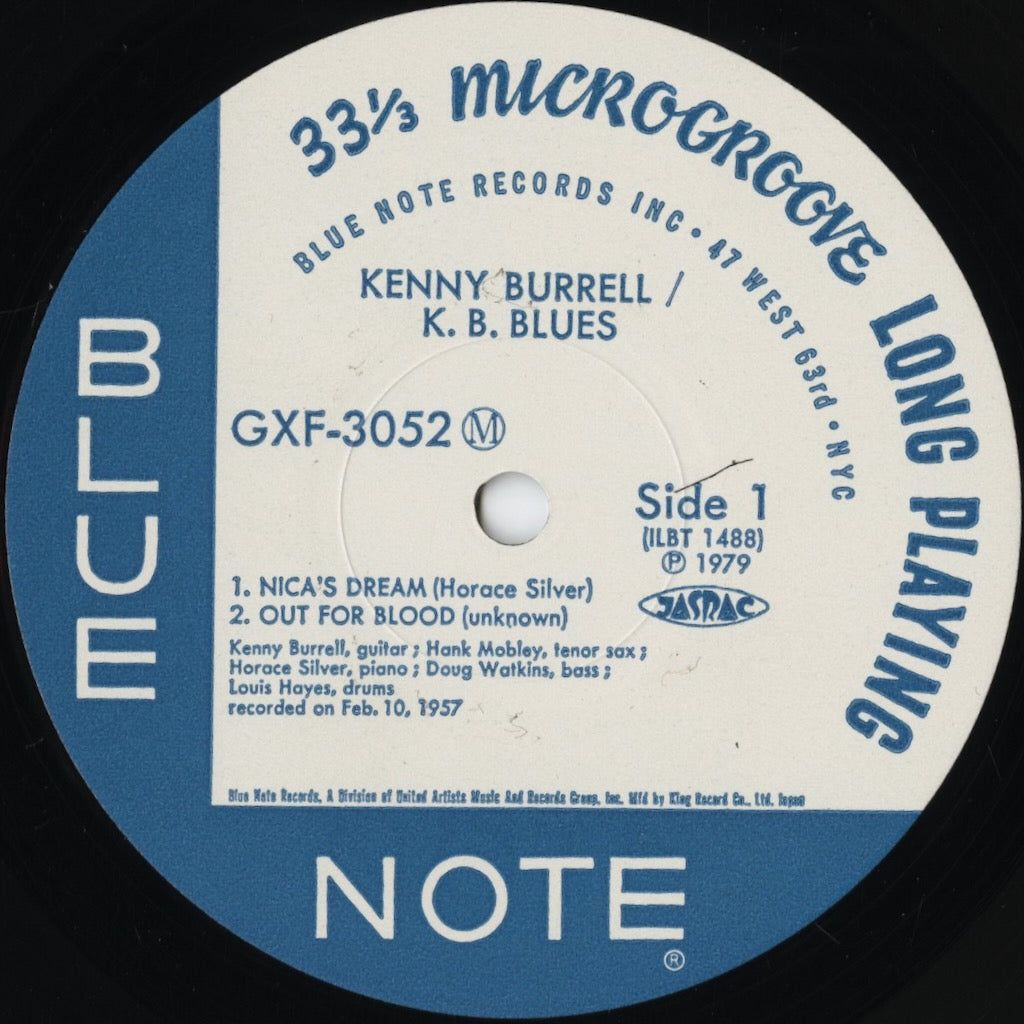 33⅓ MICROGROOVE LONG PLAYING
BLUE NOTE RECORDS INC • 47 WEST 63rd • NYC
KENNY BURRELL /
K. B. BLUES
GXF-3052 Ⓜ
Side 1
(ILBT 1488)
℗ 1979
JASRAC
1. NICA'S DREAM (Horace Silver)
2. OUT FOR BLOOD (unknown)
Kenny Burrell, guitar ; Hank Mobley, tenor sax ;
Horace Silver, piano ; Doug Watkins, bass ;
Louis Hayes, drums
recorded on Feb. 10, 1957
Blue Note Records, A Division of United Artists Music And Records Group, Inc. Mfd by King Record Co., Ltd. Japan
BLUE
NOTE®